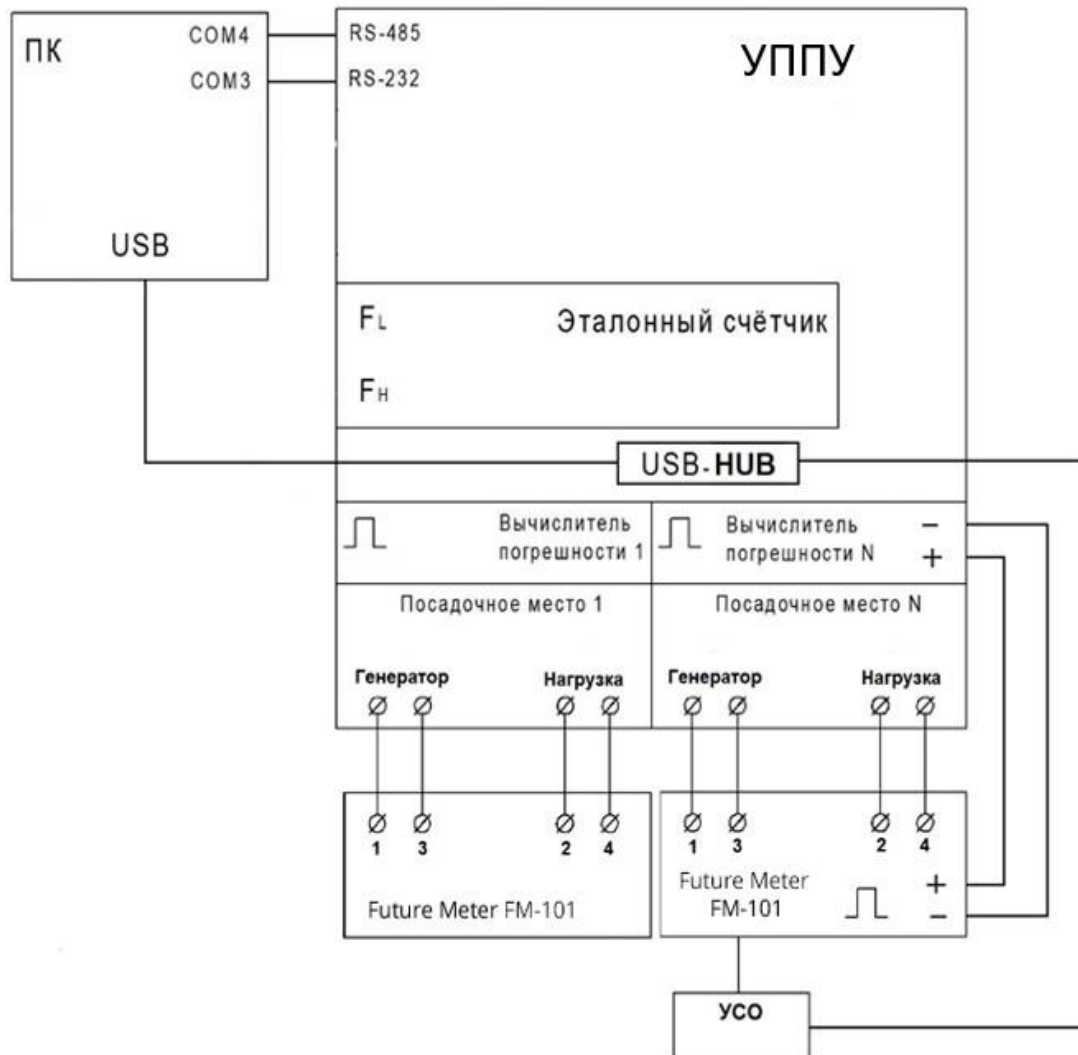 ПК
COM4
COM3
USB
RS-485
RS-232
УППУ
FL
Эталонный счётчик
FH
USB-HUB
Вычислитель
погрешности 1
Вычислитель
погрешности N
−
+
Посадочное место 1
Посадочное место N
Генератор
Нагрузка
Генератор
Нагрузка
1
3
2
4
1
3
2
4
Future Meter FM-101
Future Meter
FM-101
+
−
УСО